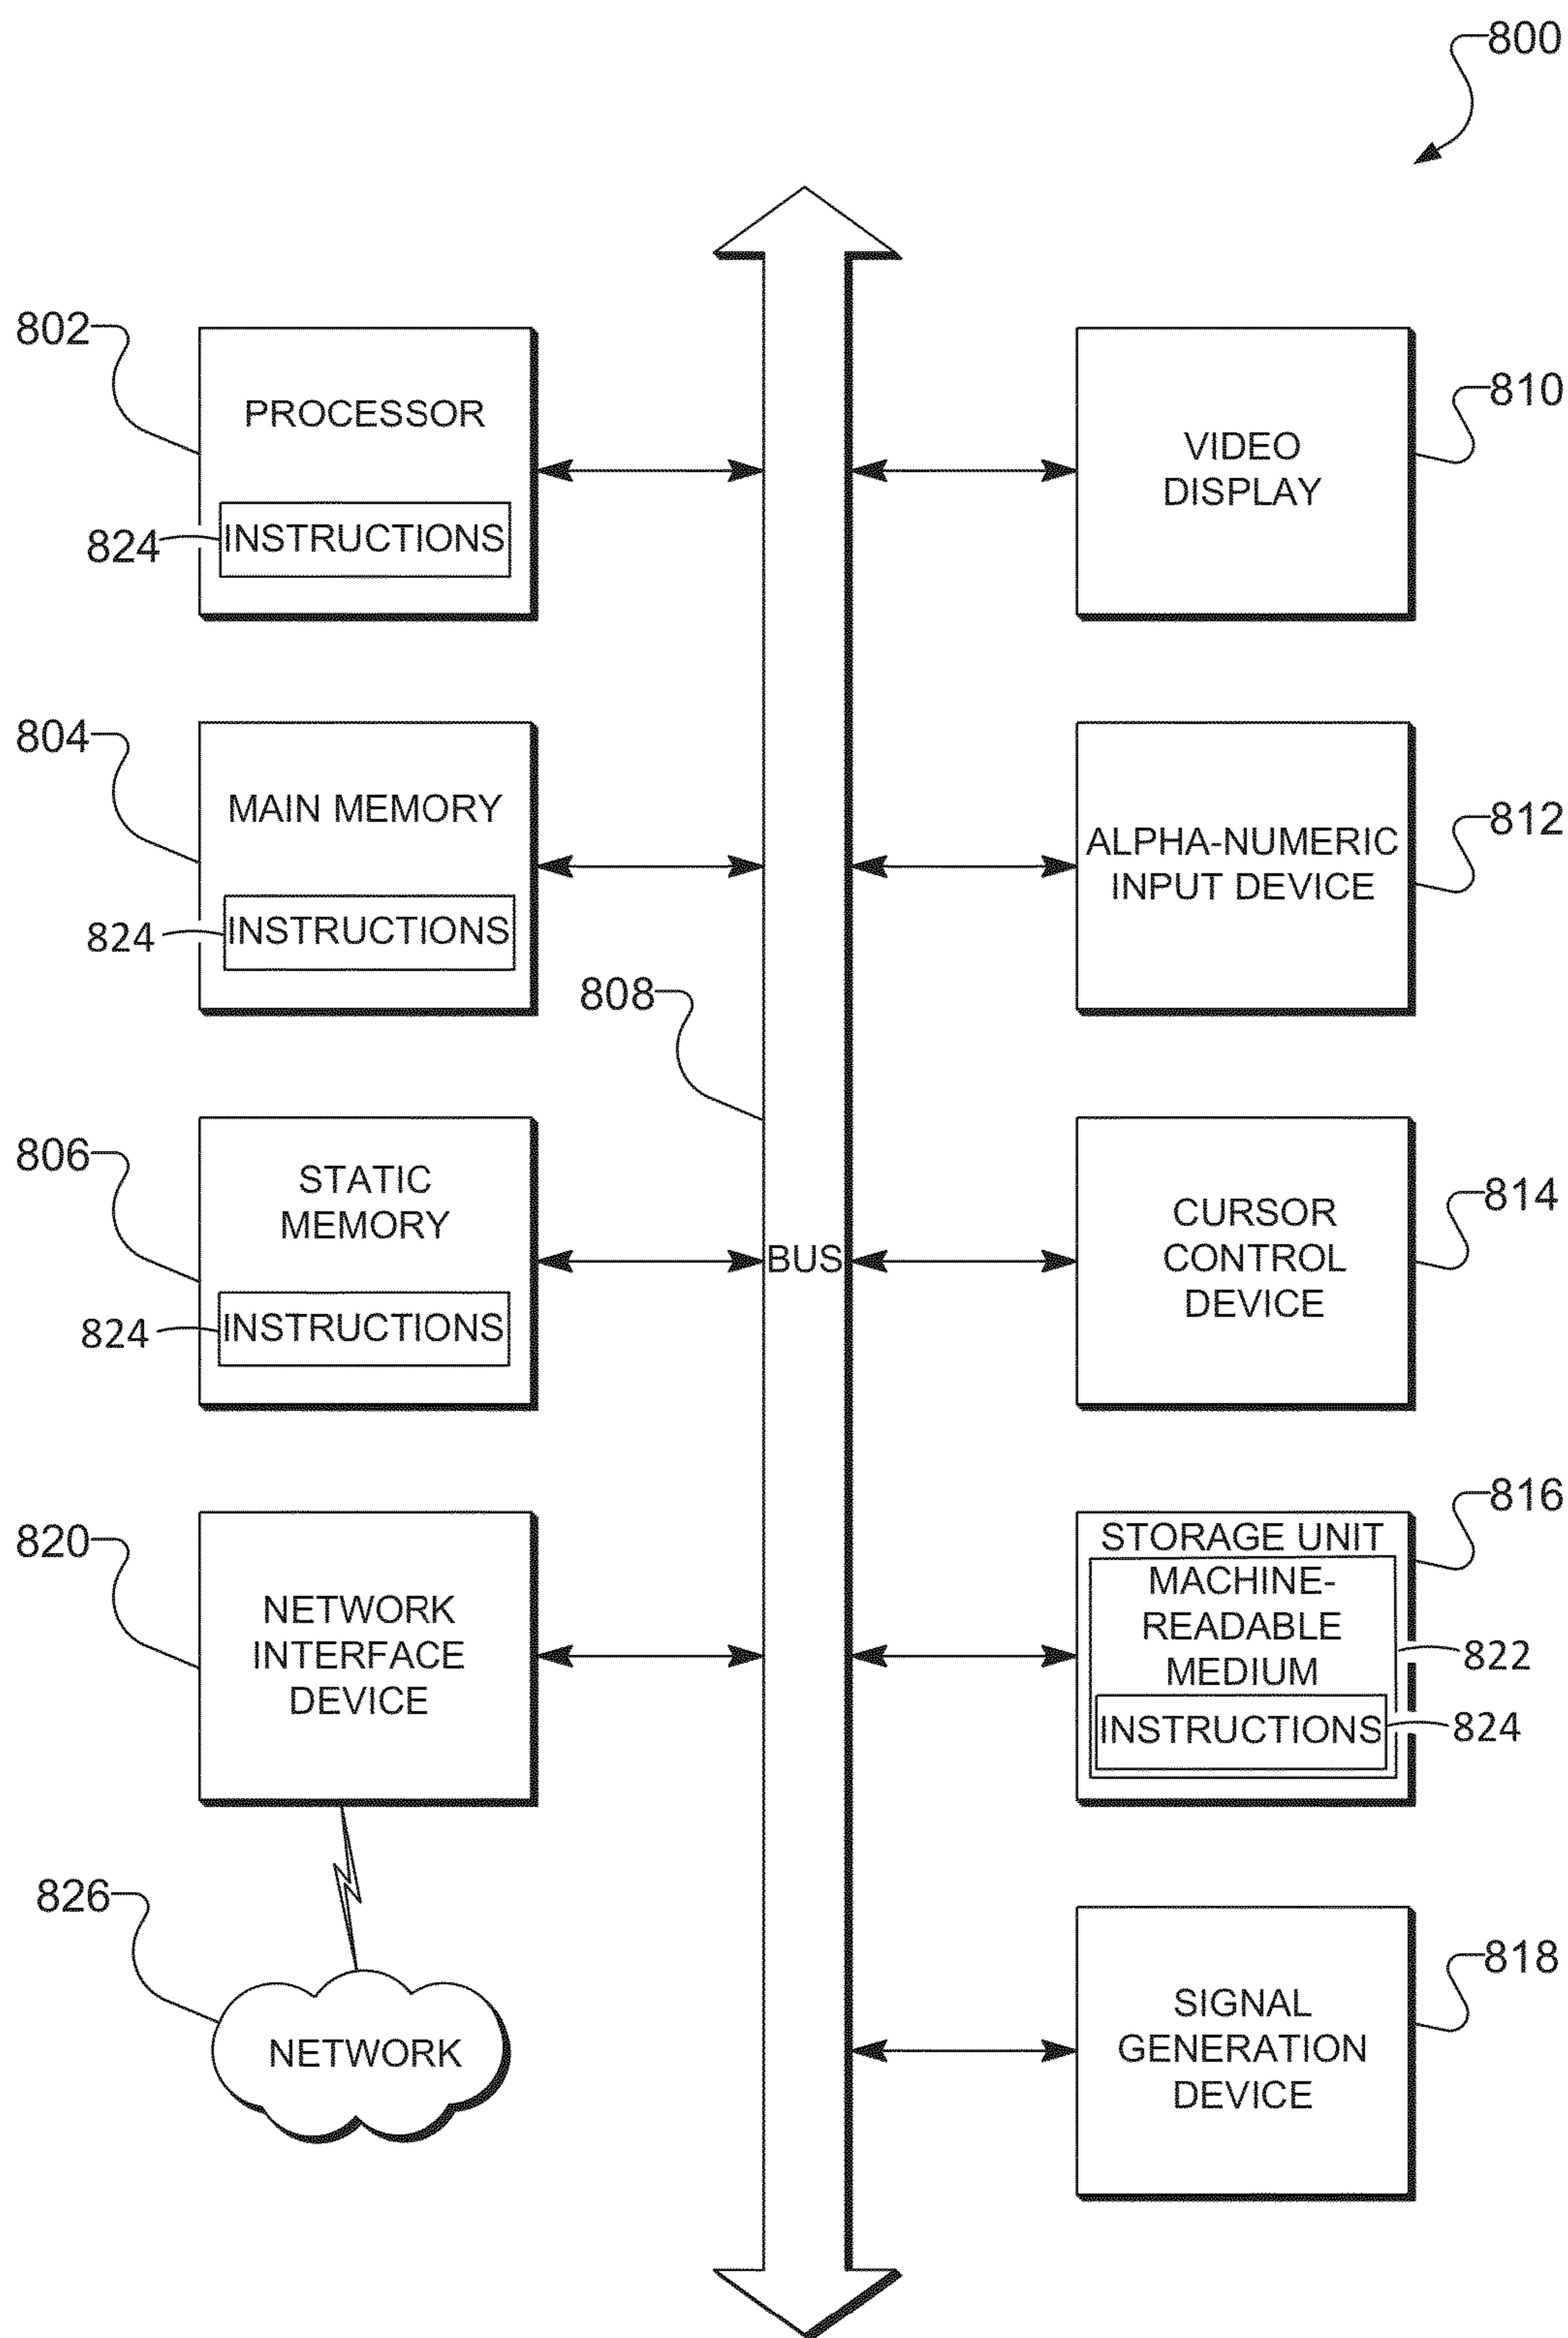 800
802
PROCESSOR
824
INSTRUCTIONS
VIDEO
DISPLAY
810
804
MAIN MEMORY
824
INSTRUCTIONS
ALPHA-NUMERIC
INPUT DEVICE
812
808
BUS
806
STATIC
MEMORY
824
INSTRUCTIONS
CURSOR
CONTROL
DEVICE
814
820
NETWORK
INTERFACE
DEVICE
816
STORAGE UNIT
MACHINE-
READABLE
MEDIUM
822
INSTRUCTIONS
824
826
NETWORK
SIGNAL
GENERATION
DEVICE
818